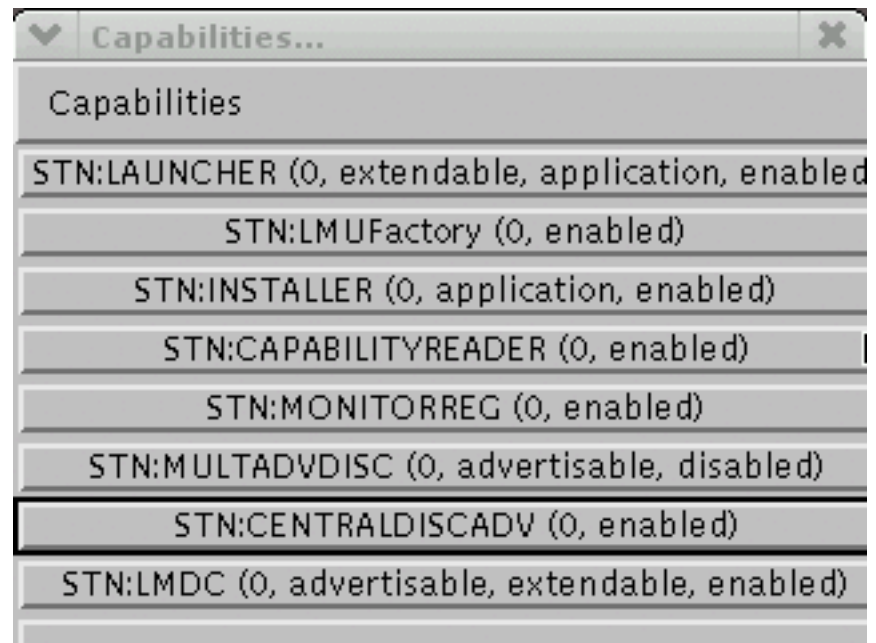 Capabilities...
Capabilities
STN:LAUNCHER (0, extendable, application, enabled
STN:LMUFactory (0, enabled)
STN:INSTALLER (0, application, enabled)
STN:CAPABILITYREADER (0, enabled)
STN:MONITORREG (0, enabled)
STN:MULTADVDISC (0, advertisable, disabled)
STN:CENTRALDISCADV (0, enabled)
STN:LMDC (0, advertisable, extendable, enabled)